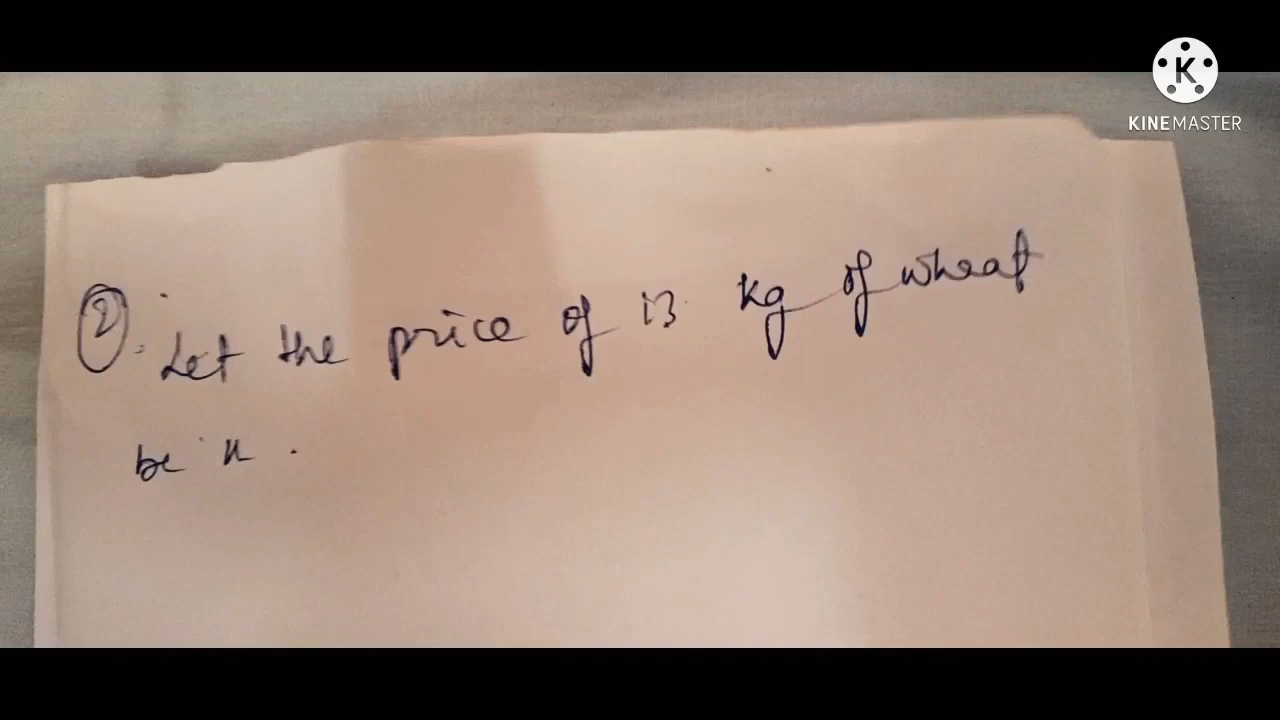 K
KINEMASTER
②. Let the price of 13 kg of wheat
be x.